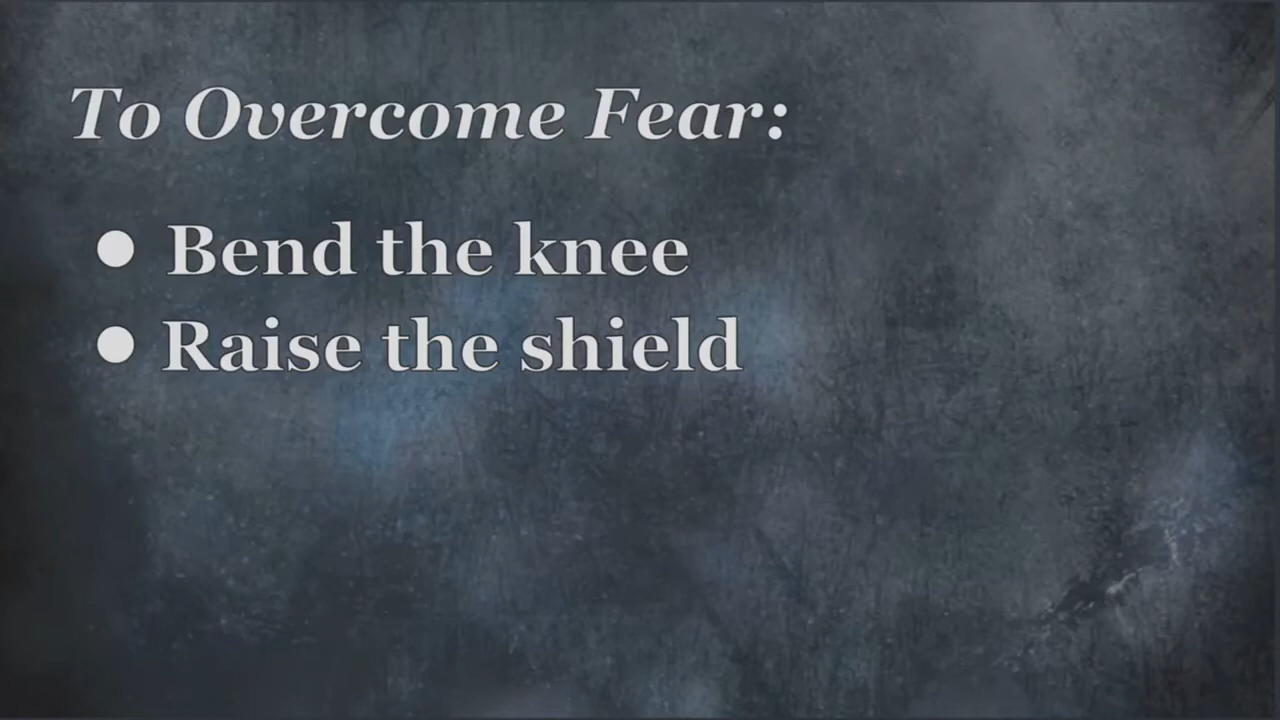 To Overcome Fear:
● Bend the knee
● Raise the shield